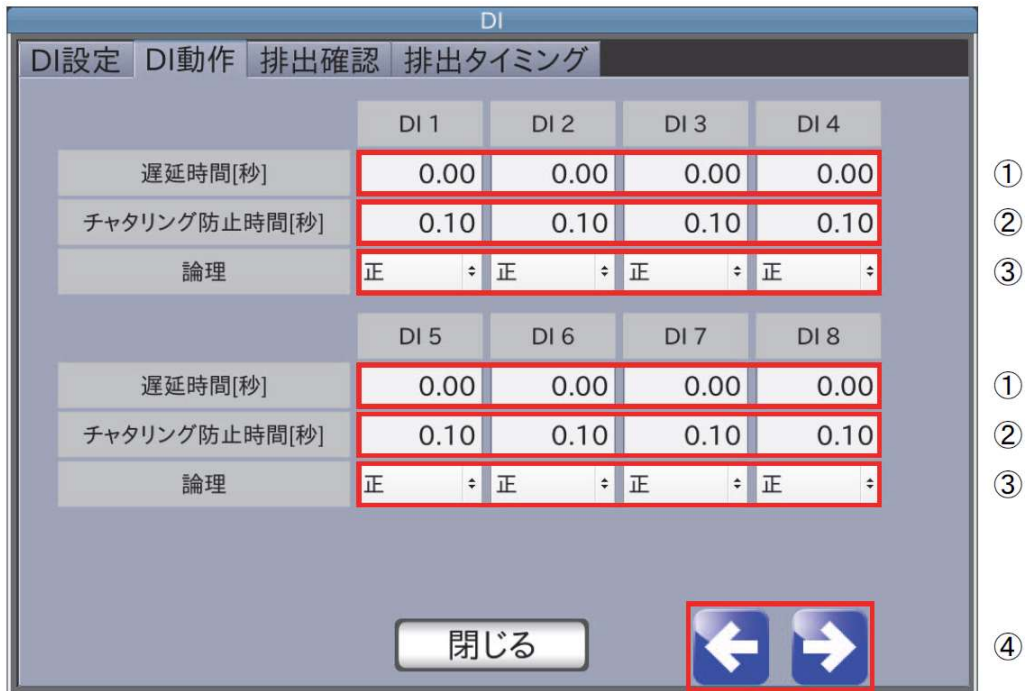 DI
DI設定 DI動作 排出確認 排出タイミング
DI 1 DI 2 DI 3 DI 4
遅延時間[秒] 0.00 0.00 0.00 0.00 ①
チャタリング防止時間[秒] 0.10 0.10 0.10 0.10 ②
論理 正 正 正 正 ③
DI 5 DI 6 DI 7 DI 8
遅延時間[秒] 0.00 0.00 0.00 0.00 ①
チャタリング防止時間[秒] 0.10 0.10 0.10 0.10 ②
論理 正 正 正 正 ③
閉じる ④